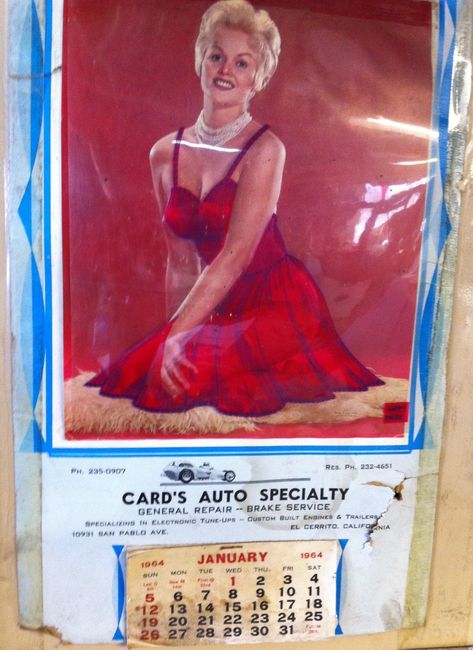 PH. 235-0907
RES. PH. 232-4651
CARD'S AUTO SPECIALTY
GENERAL REPAIR -- BRAKE SERVICE
SPECIALIZING IN ELECTRONIC TUNE-UPS -- CUSTOM BUILT ENGINES & TRAILERS
10931 SAN PABLO AVE. EL CERRITO, CALIFORNIA
1964 JANUARY 1964
SUN MON TUE WED THU FRI SAT
1 2 3 4
5 6 7 8 9 10 11
12 13 14 15 16 17 18
19 20 21 22 23 24 25
26 27 28 29 30 31